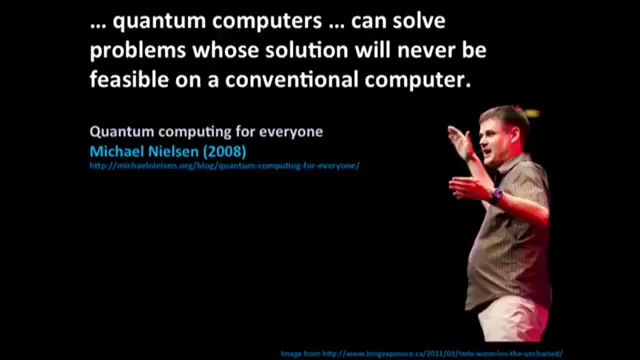 … quantum computers … can solve
problems whose solution will never be
feasible on a conventional computer.
Quantum computing for everyone
Michael Nielsen (2008)
http://michaelnielsen.org/blog/quantum-computing-for-everyone/
Image from http://www.inngexposure.co/2011/03/tedx-waterloo-the-uncharted/